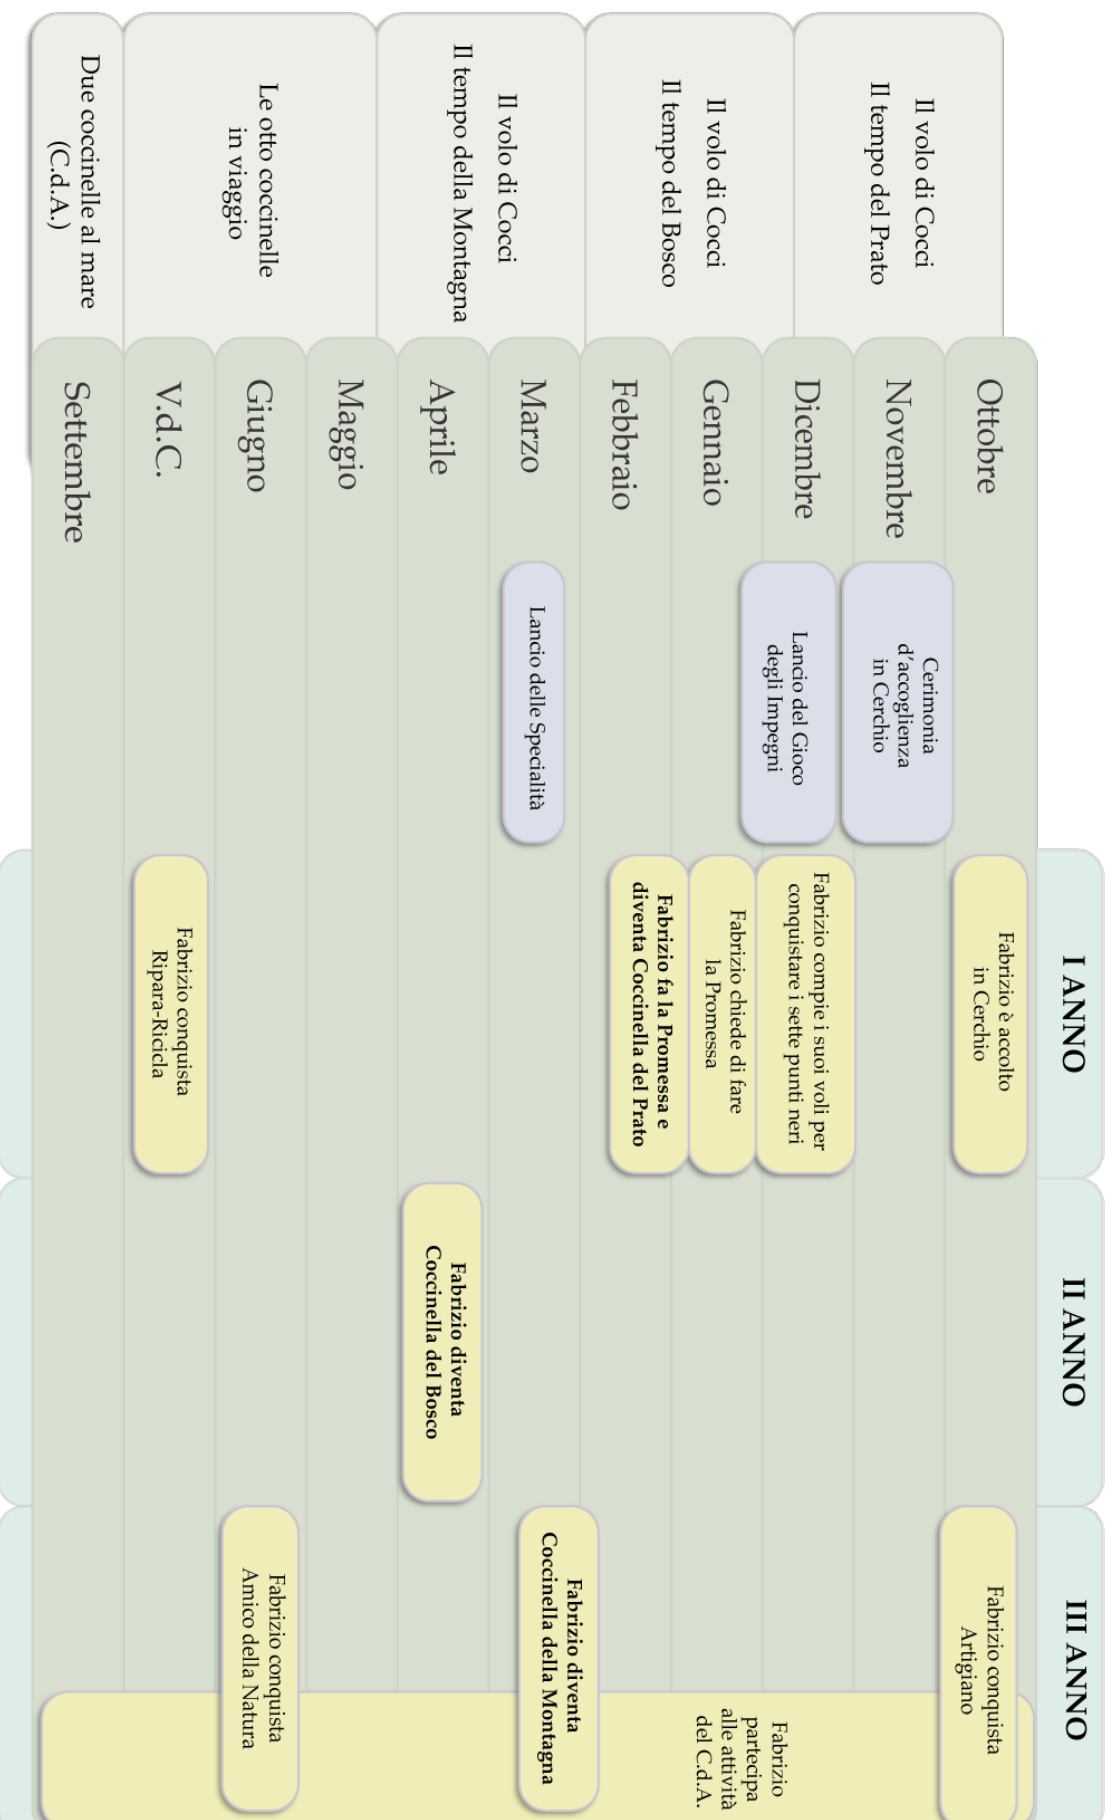 I ANNO
II ANNO
III ANNO
Il volo di Cocci
Il tempo del Prato
Il volo di Cocci
Il tempo del Bosco
Il volo di Cocci
Il tempo della Montagna
Le otto coccinelle
in viaggio
Due coccinelle al mare
(C.d.A.)
Ottobre
Novembre
Dicembre
Gennaio
Febbraio
Marzo
Aprile
Maggio
Giugno
V.d.C.
Settembre
Cerimonia
d'accoglienza
in Cerchio
Lancio del Gioco
degli Impegni
Lancio delle Specialità
Fabrizio è accolto
in Cerchio
Fabrizio compie i suoi voli per
conquistare i sette punti neri
Fabrizio chiede di fare
la Promessa
Fabrizio fa la Promessa e
diventa Coccinella del Prato
Fabrizio conquista
Ripara-Ricicla
Fabrizio diventa
Coccinella del Bosco
Fabrizio conquista
Artigiano
Fabrizio
partecipa
alle attività
del C.d.A.
Fabrizio diventa
Coccinella della Montagna
Fabrizio conquista
Amico della Natura